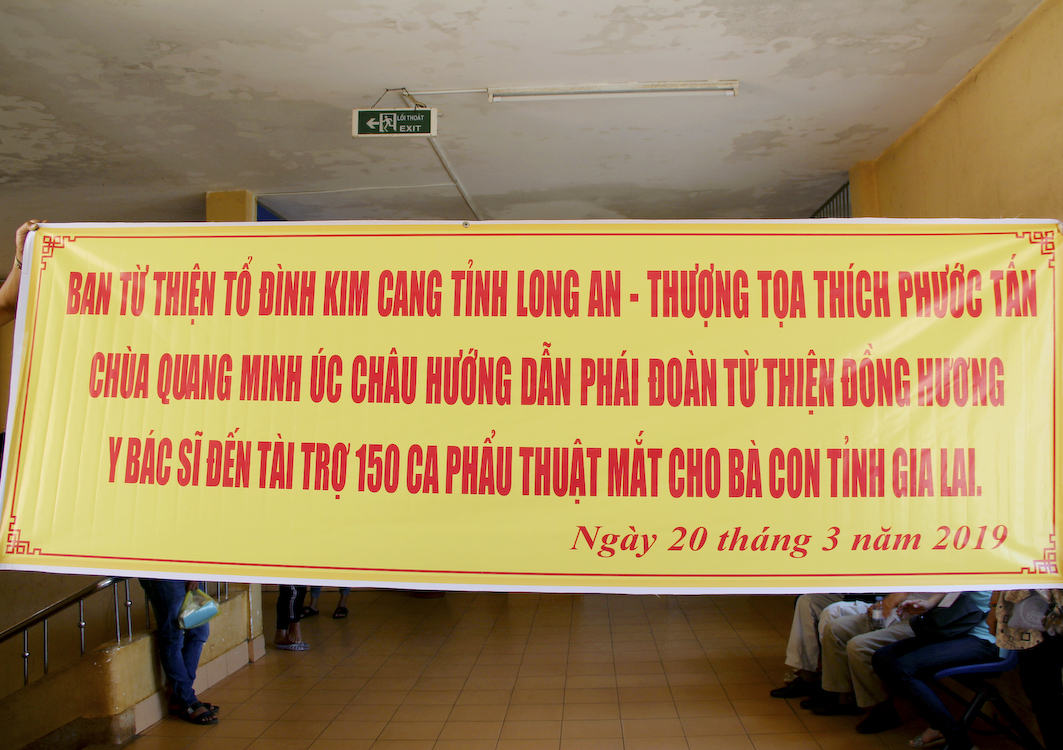 LỐI THOÁT
EXIT
BAN TỪ THIỆN TỔ ĐÌNH KIM CANG TỈNH LONG AN - THƯỢNG TỌA THÍCH PHƯỚC TẤN
CHÙA QUANG MINH ÚC CHÂU HƯỚNG DẪN PHÁI ĐOÀN TỪ THIỆN ĐỒNG HƯƠNG
Y BÁC SĨ ĐẾN TÀI TRỢ 150 CA PHẨU THUẬT MẮT CHO BÀ CON TỈNH GIA LAI.
Ngày 20 tháng 3 năm 2019